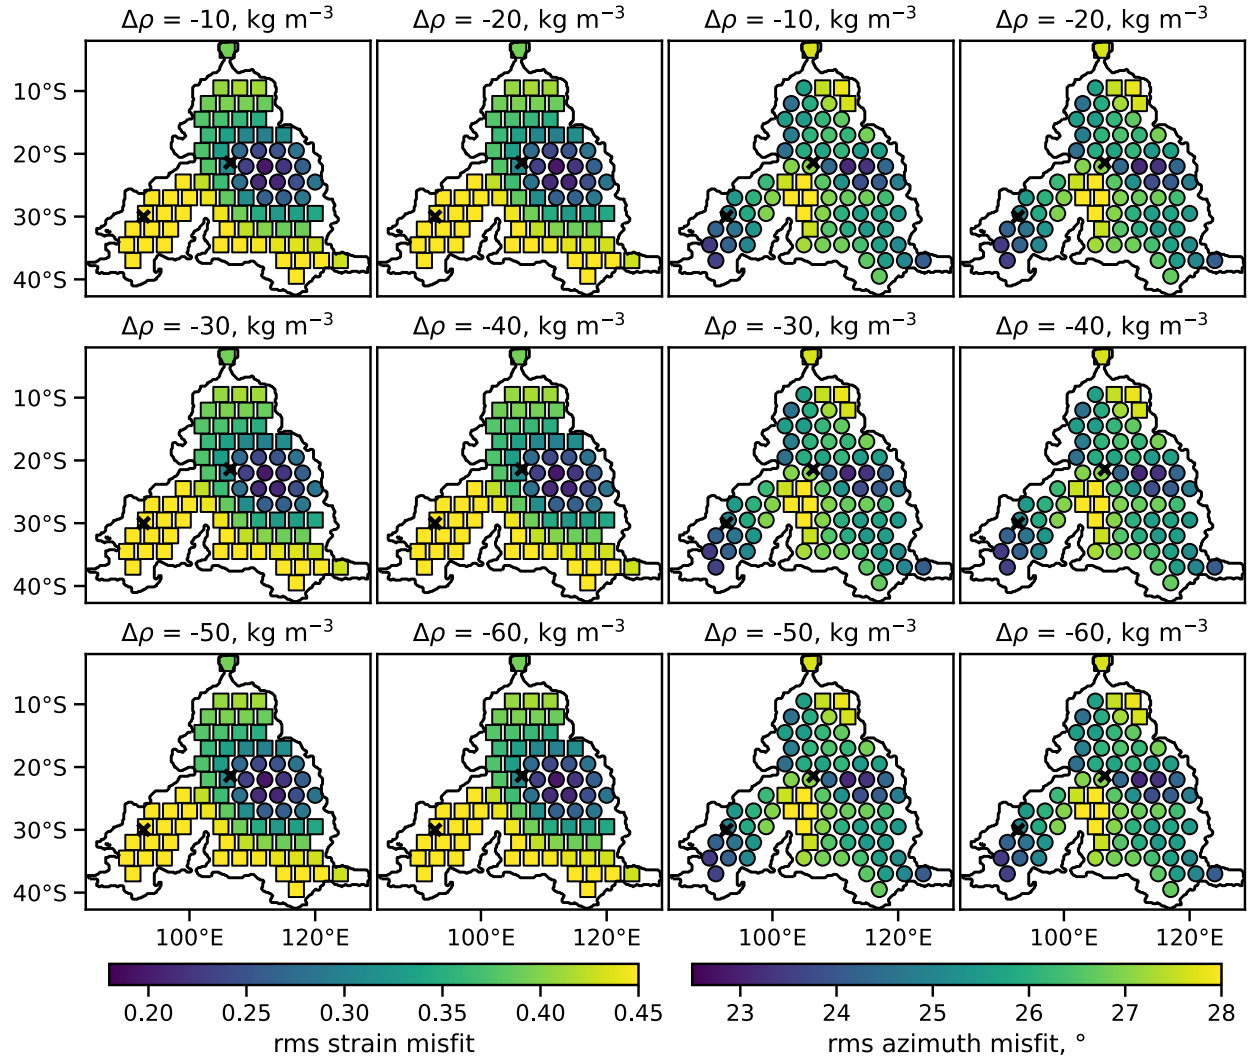 Δρ = -10, kg m⁻³ Δρ = -20, kg m⁻³ Δρ = -10, kg m⁻³ Δρ = -20, kg m⁻³
10°S
20°S
30°S
40°S
Δρ = -30, kg m⁻³ Δρ = -40, kg m⁻³ Δρ = -30, kg m⁻³ Δρ = -40, kg m⁻³
10°S
20°S
30°S
40°S
Δρ = -50, kg m⁻³ Δρ = -60, kg m⁻³ Δρ = -50, kg m⁻³ Δρ = -60, kg m⁻³
10°S
20°S
30°S
40°S
100°E 120°E 100°E 120°E 100°E 120°E 100°E 120°E
0.20 0.25 0.30 0.35 0.40 0.45 23 24 25 26 27 28
rms strain misfit rms azimuth misfit, °